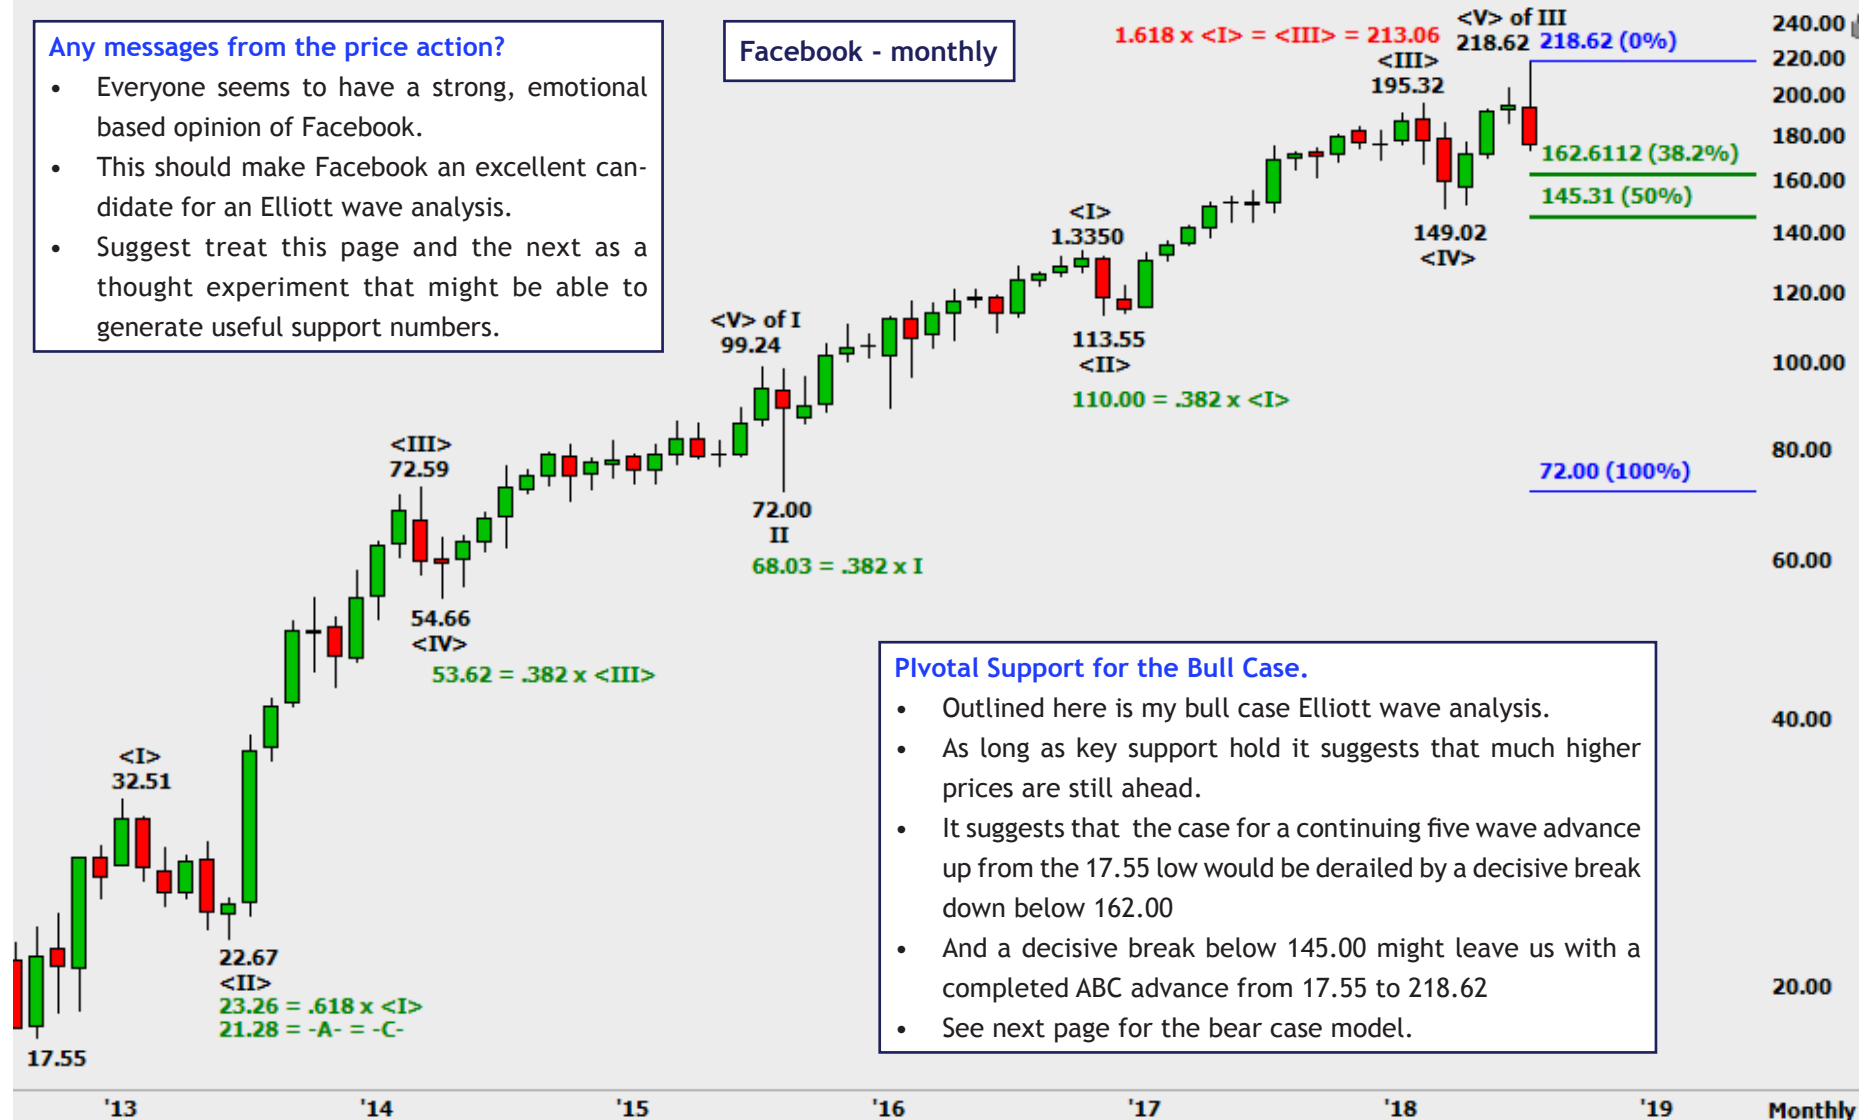 Any messages from the price action?
• Everyone seems to have a strong, emotional
based opinion of Facebook.
• This should make Facebook an excellent can-
didate for an Elliott wave analysis.
• Suggest treat this page and the next as a
thought experiment that might be able to
generate useful support numbers.
Facebook - monthly
1.618 x <I> = <III> = 213.06
<V> of III
218.62
218.62 (0%)
<III>
195.32
162.6112 (38.2%)
145.31 (50%)
149.02
<IV>
<I>
1.3350
113.55
<II>
110.00 = .382 x <I>
<V> of I
99.24
72.00
II
68.03 = .382 x I
72.00 (100%)
<III>
72.59
54.66
<IV>
53.62 = .382 x <III>
<I>
32.51
22.67
<II>
23.26 = .618 x <I>
21.28 = -A- = -C-
17.55
PIvotal Support for the Bull Case.
• Outlined here is my bull case Elliott wave analysis.
• As long as key support hold it suggests that much higher
prices are still ahead.
• It suggests that the case for a continuing five wave advance
up from the 17.55 low would be derailed by a decisive break
down below 162.00
• And a decisive break below 145.00 might leave us with a
completed ABC advance from 17.55 to 218.62
• See next page for the bear case model.
240.00
220.00
200.00
180.00
160.00
140.00
120.00
100.00
80.00
60.00
40.00
20.00
'13 '14 '15 '16 '17 '18 '19 Monthly